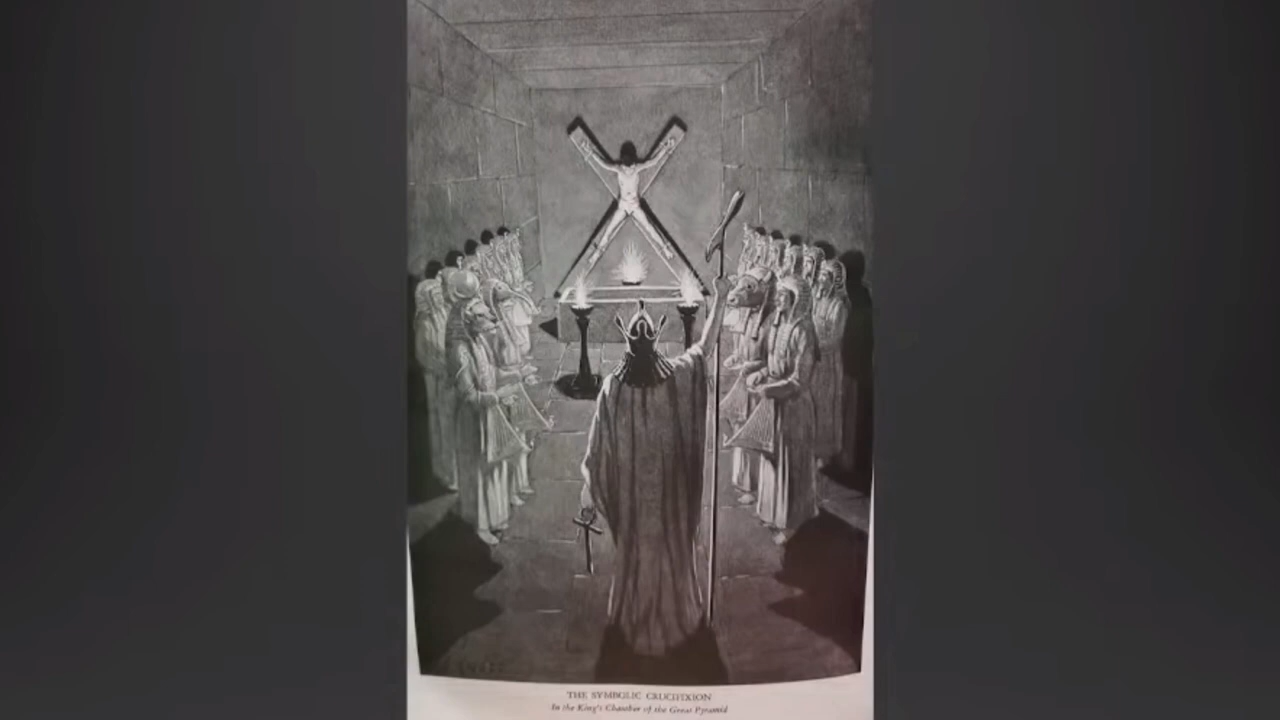 THE SYMBOLIC CRUCIFIXION
In the King's Chamber of the Great Pyramid